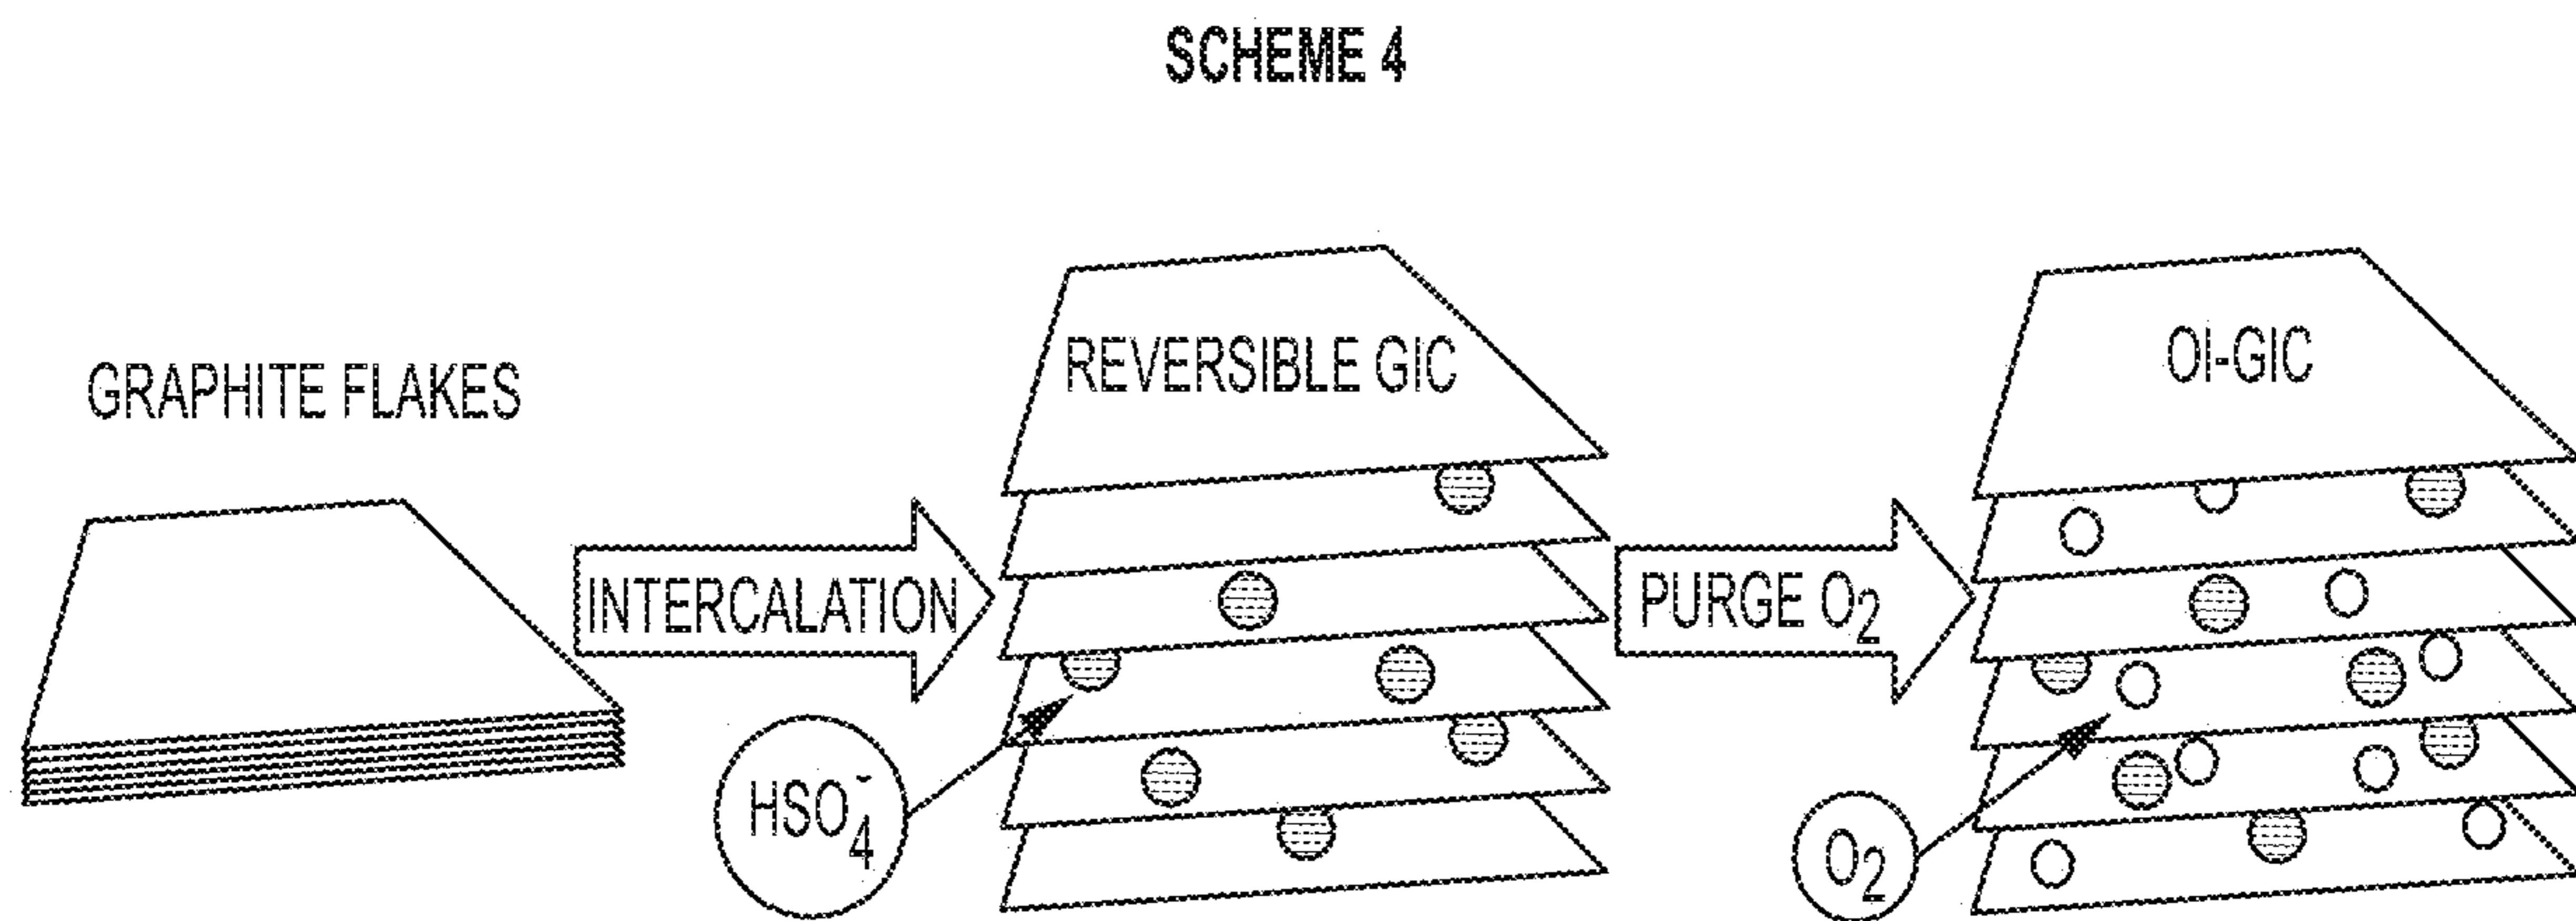 SCHEME 4
GRAPHITE FLAKES
INTERCALATION
REVERSIBLE GIC
HSO₄⁻
PURGE O₂
OI-GIC
O₂